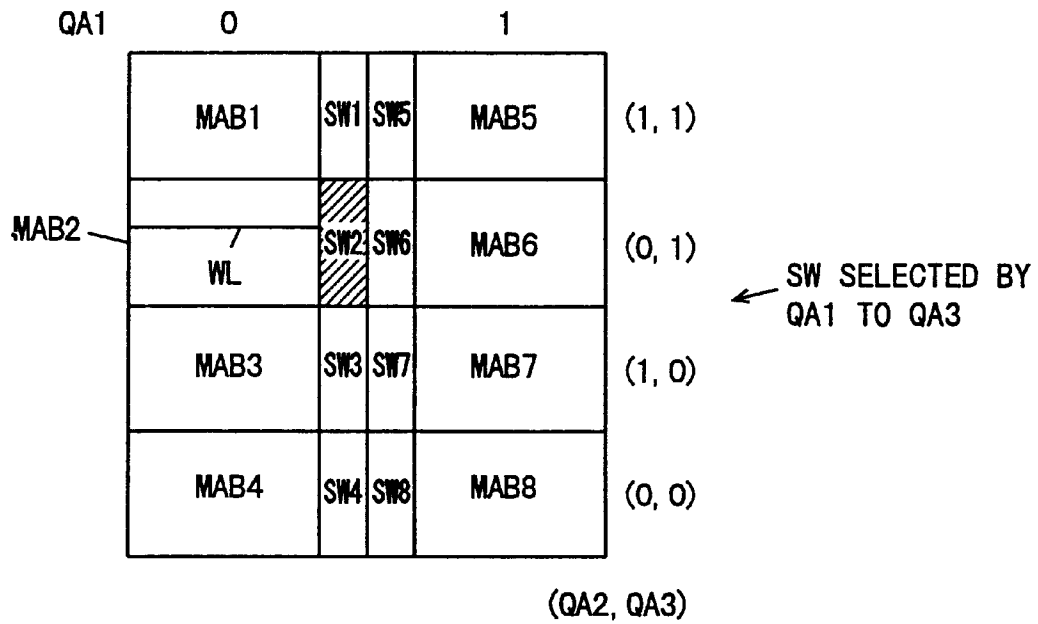 QA1 0 1
MAB1 SW1 SW5 MAB5 (1, 1)
MAB2 SW2 SW6 MAB6 (0, 1)
WL
SW SELECTED BY
QA1 TO QA3
MAB3 SW3 SW7 MAB7 (1, 0)
MAB4 SW4 SW8 MAB8 (0, 0)
(QA2, QA3)